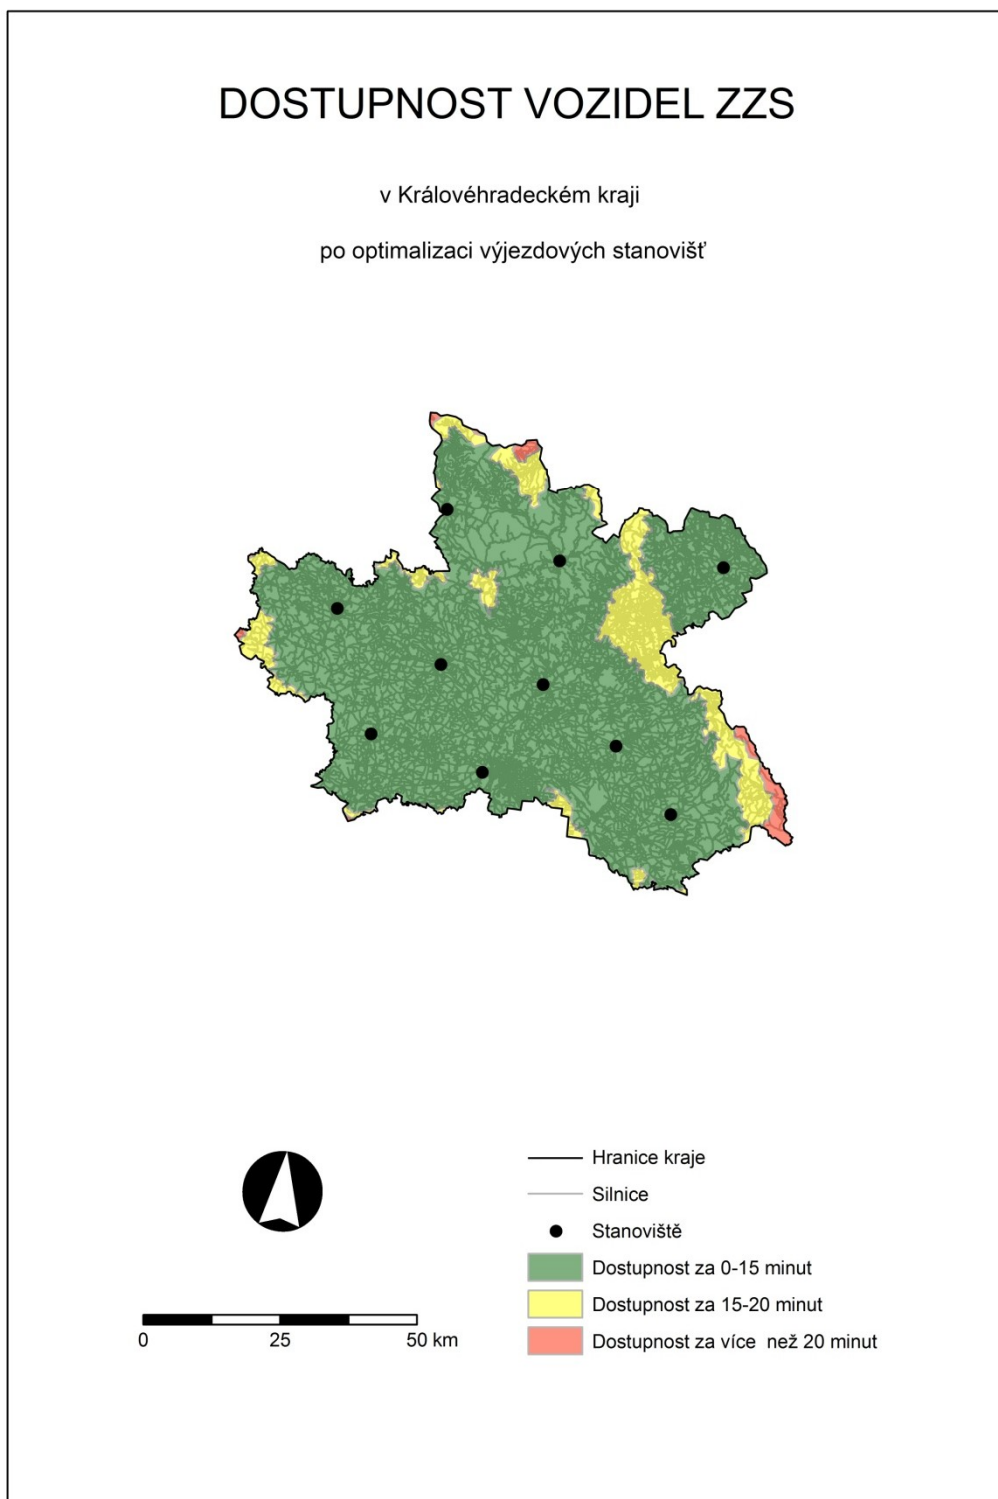 DOSTUPNOST VOZIDEL ZZS
v Královéhradeckém kraji
po optimalizaci výjezdových stanovišť
Hranice kraje
Silnice
Stanoviště
Dostupnost za 0-15 minut
Dostupnost za 15-20 minut
Dostupnost za více než 20 minut
0 25 50 km